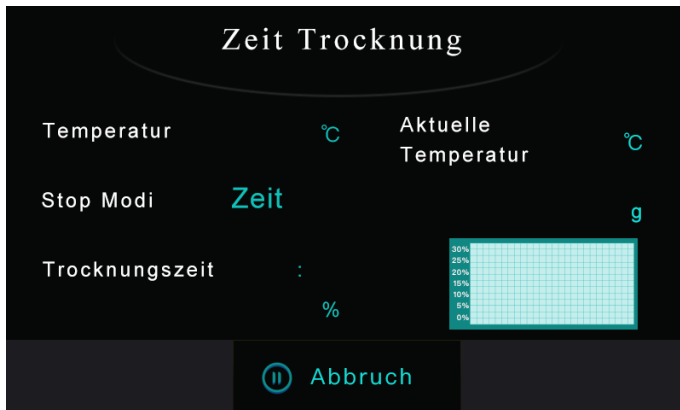 Zeit Trocknung
Temperatur ℃
Aktuelle
Temperatur ℃
Stop Modi Zeit
g
Trocknungszeit :
%
30%
25%
20%
15%
10%
5%
0%
Abbruch